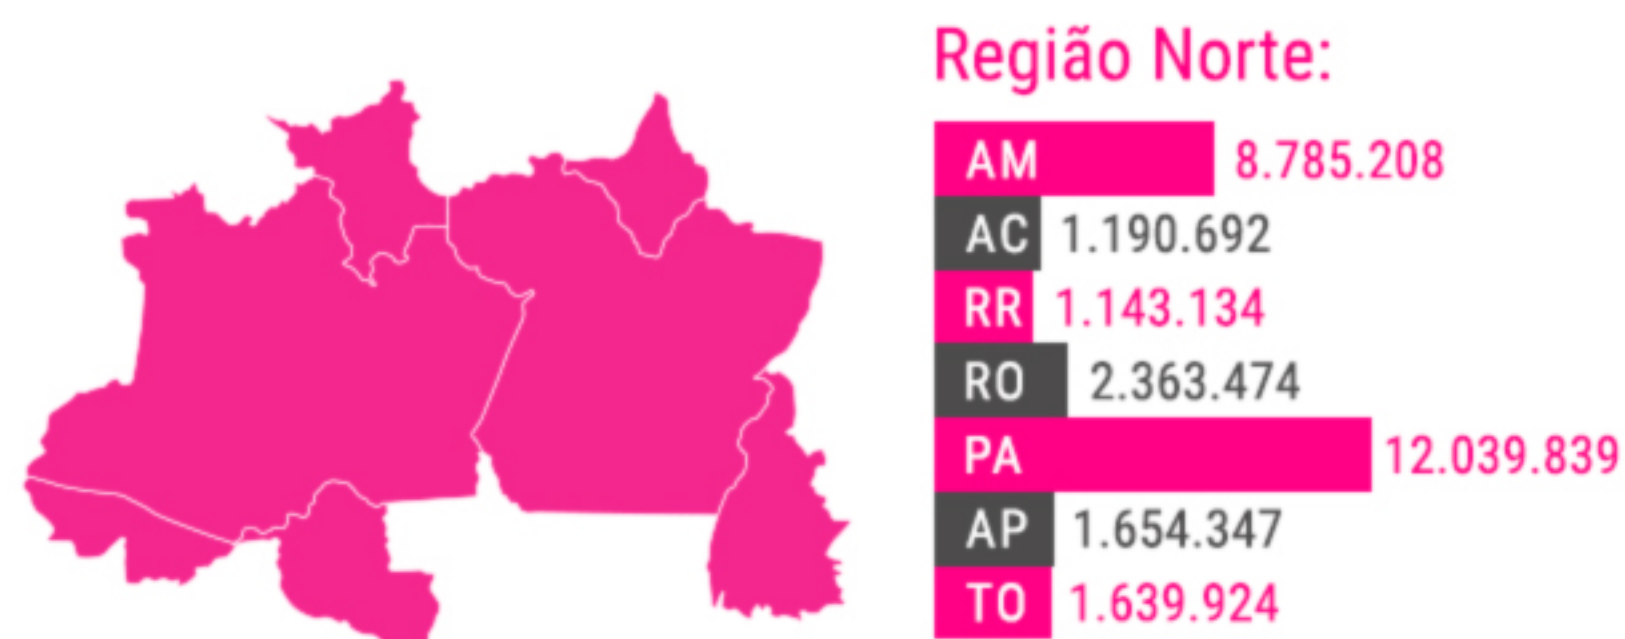 Região Norte:
AM 8.785.208
AC 1.190.692
RR 1.143.134
RO 2.363.474
PA 12.039.839
AP 1.654.347
TO 1.639.924